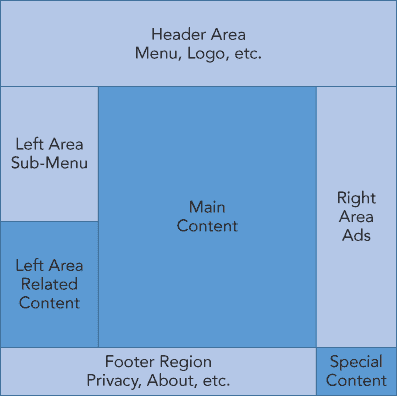 Header Area
Menu, Logo, etc.
Left Area
Sub-Menu
Main
Content
Right
Area
Ads
Left Area
Related
Content
Footer Region
Privacy, About, etc.
Special
Content